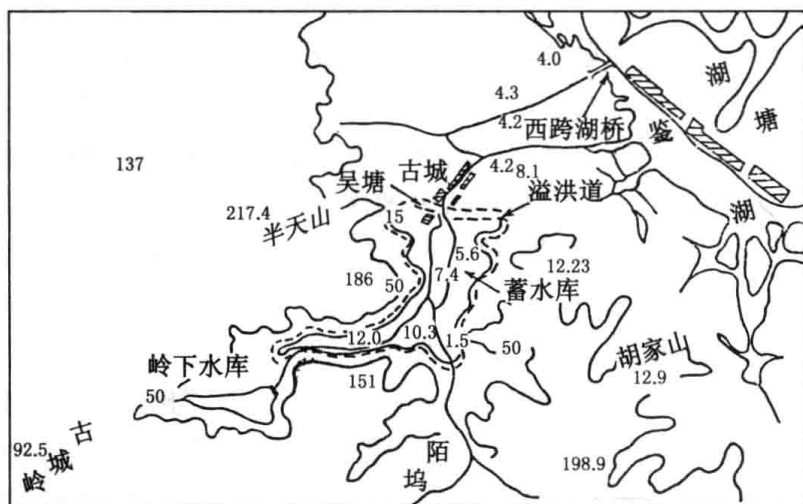 4.0
湖
4.3
塘
4.2
西跨湖桥
鉴
137
古城
4.2
8.1
吴塘
溢洪道
湖
217.4
15
半天山
5.6
12.23
186
50
7.4
蓄水库
12.0
10.3
1.5
50
胡家山
岭下水库
151
12.9
50
古城岭
92.5
陌坞
198.9